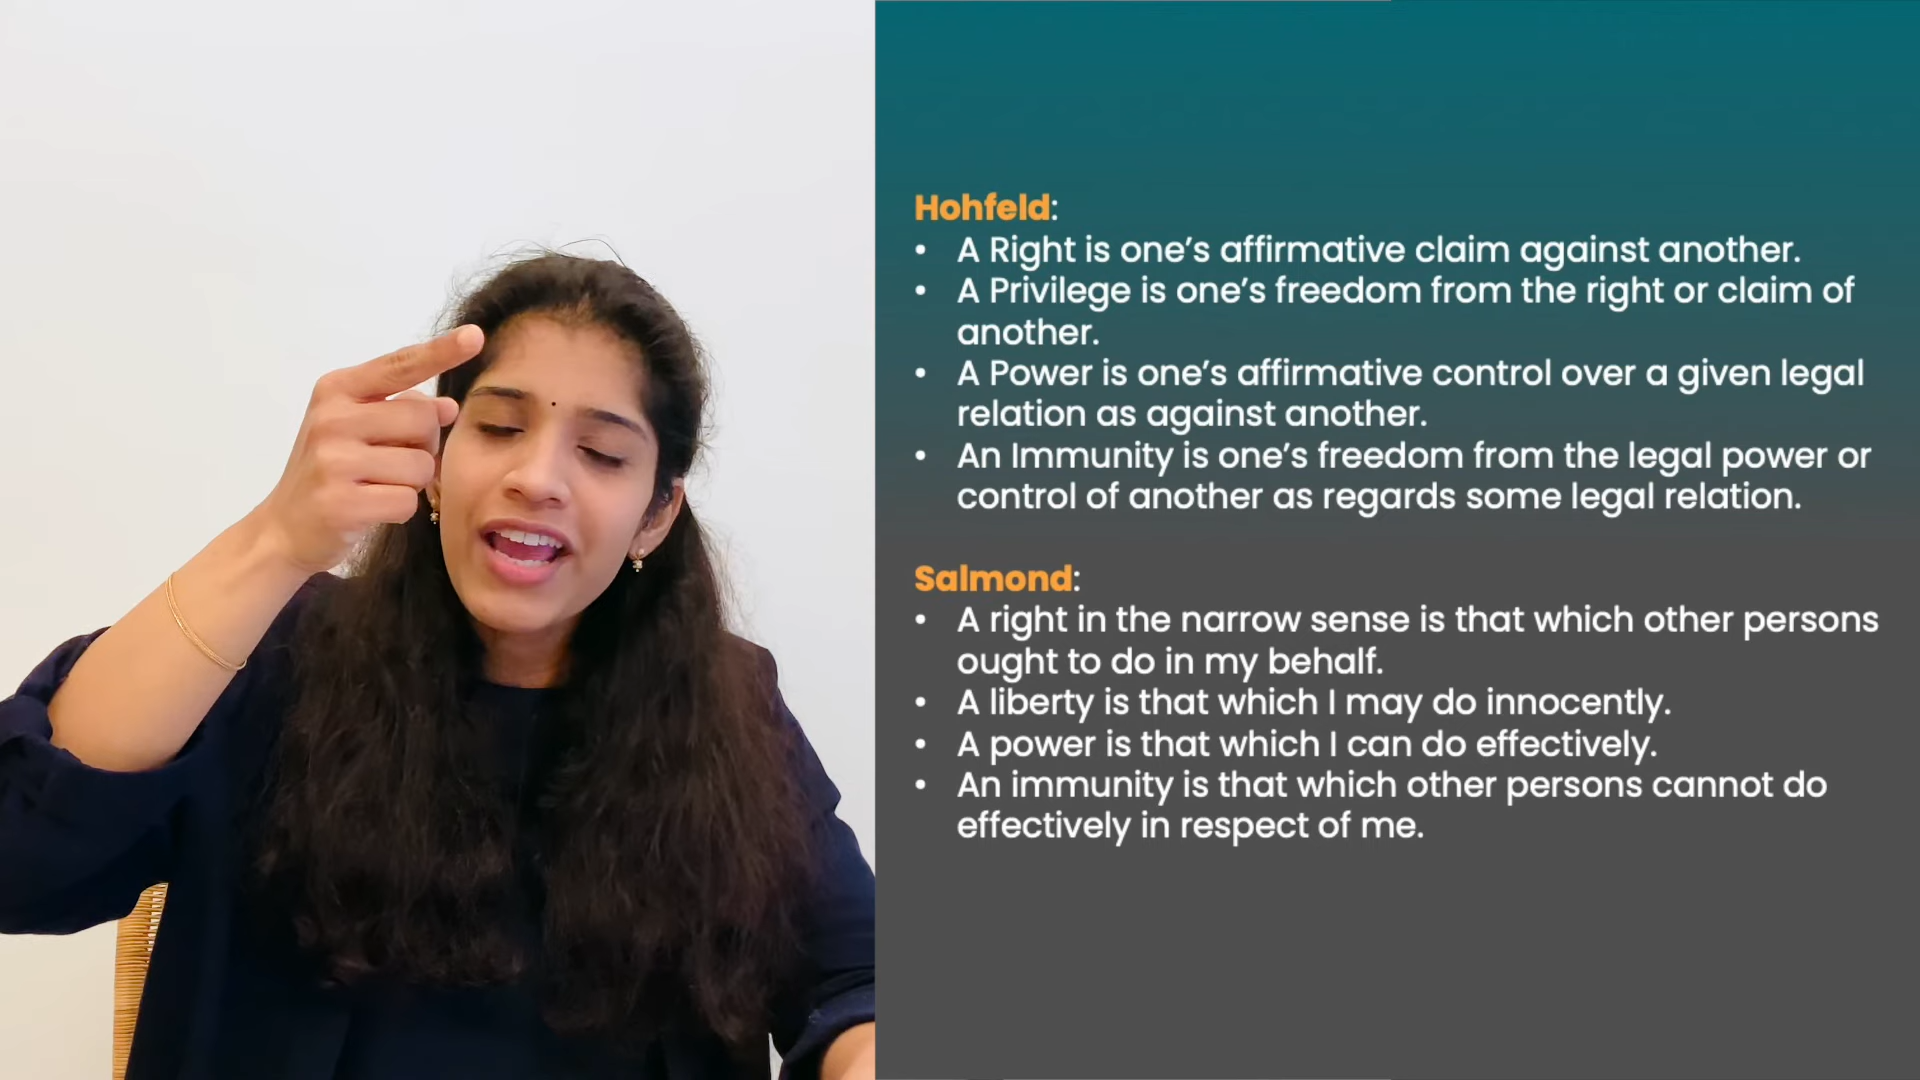 Hohfeld:
• A Right is one’s affirmative claim against another.
• A Privilege is one’s freedom from the right or claim of
another.
• A Power is one’s affirmative control over a given legal
relation as against another.
• An Immunity is one’s freedom from the legal power or
control of another as regards some legal relation.
Salmond:
• A right in the narrow sense is that which other persons
ought to do in my behalf.
• A liberty is that which I may do innocently.
• A power is that which I can do effectively.
• An immunity is that which other persons cannot do
effectively in respect of me.